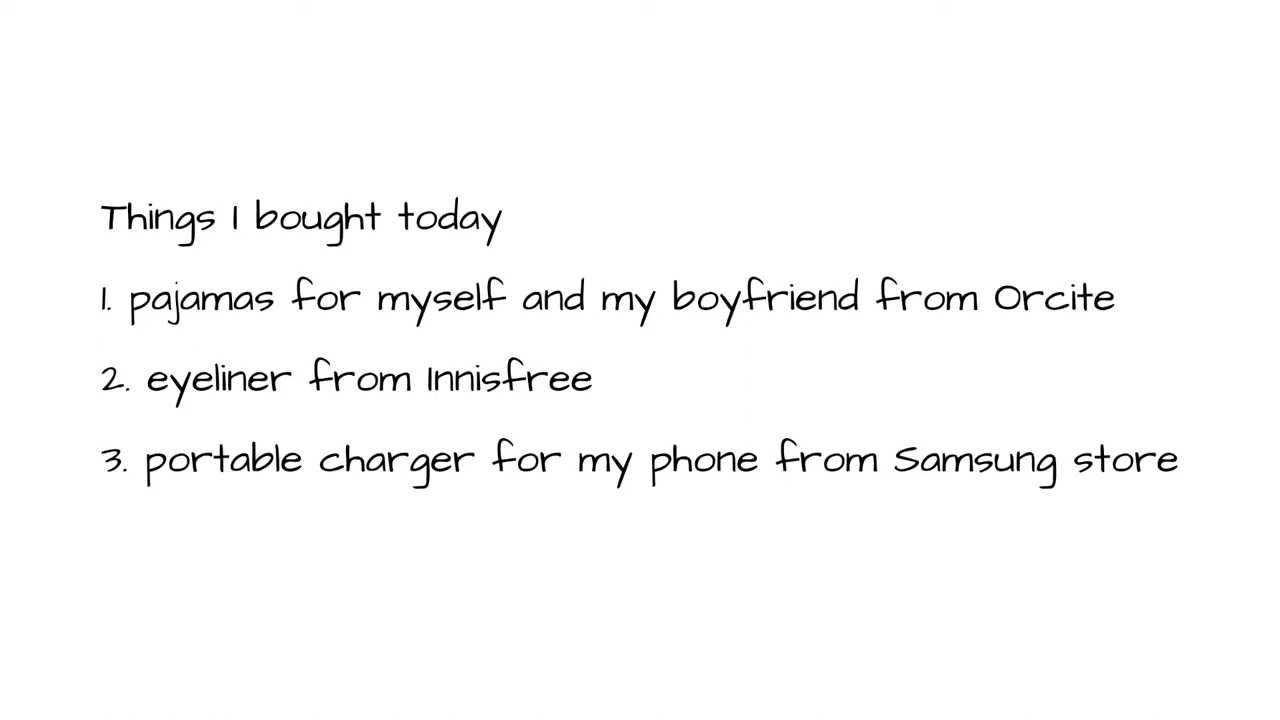 Things I bought today
1. pajamas for myself and my boyfriend from Orcite
2. eyeliner from Innisfree
3. portable charger for my phone from Samsung store